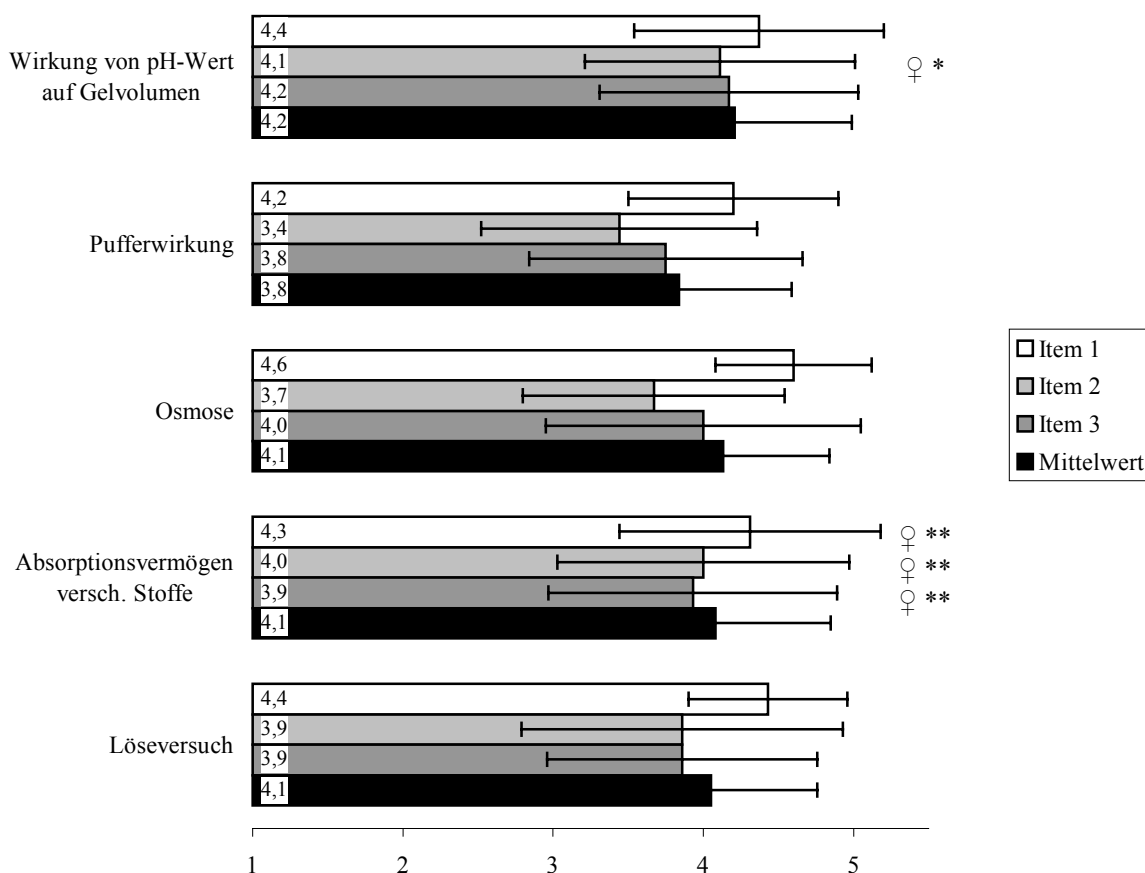 Wirkung von pH-Wert
auf Gelvolumen
4,4
4,1
4,2
4,2
♀ *
Pufferwirkung
4,2
3,4
3,8
3,8
Osmose
4,6
3,7
4,0
4,1
Absorptionsvermögen
versch. Stoffe
4,3
4,0
3,9
4,1
♀ **
♀ **
♀ **
Löseversuch
4,4
3,9
3,9
4,1
1 2 3 4 5
Item 1
Item 2
Item 3
Mittelwert